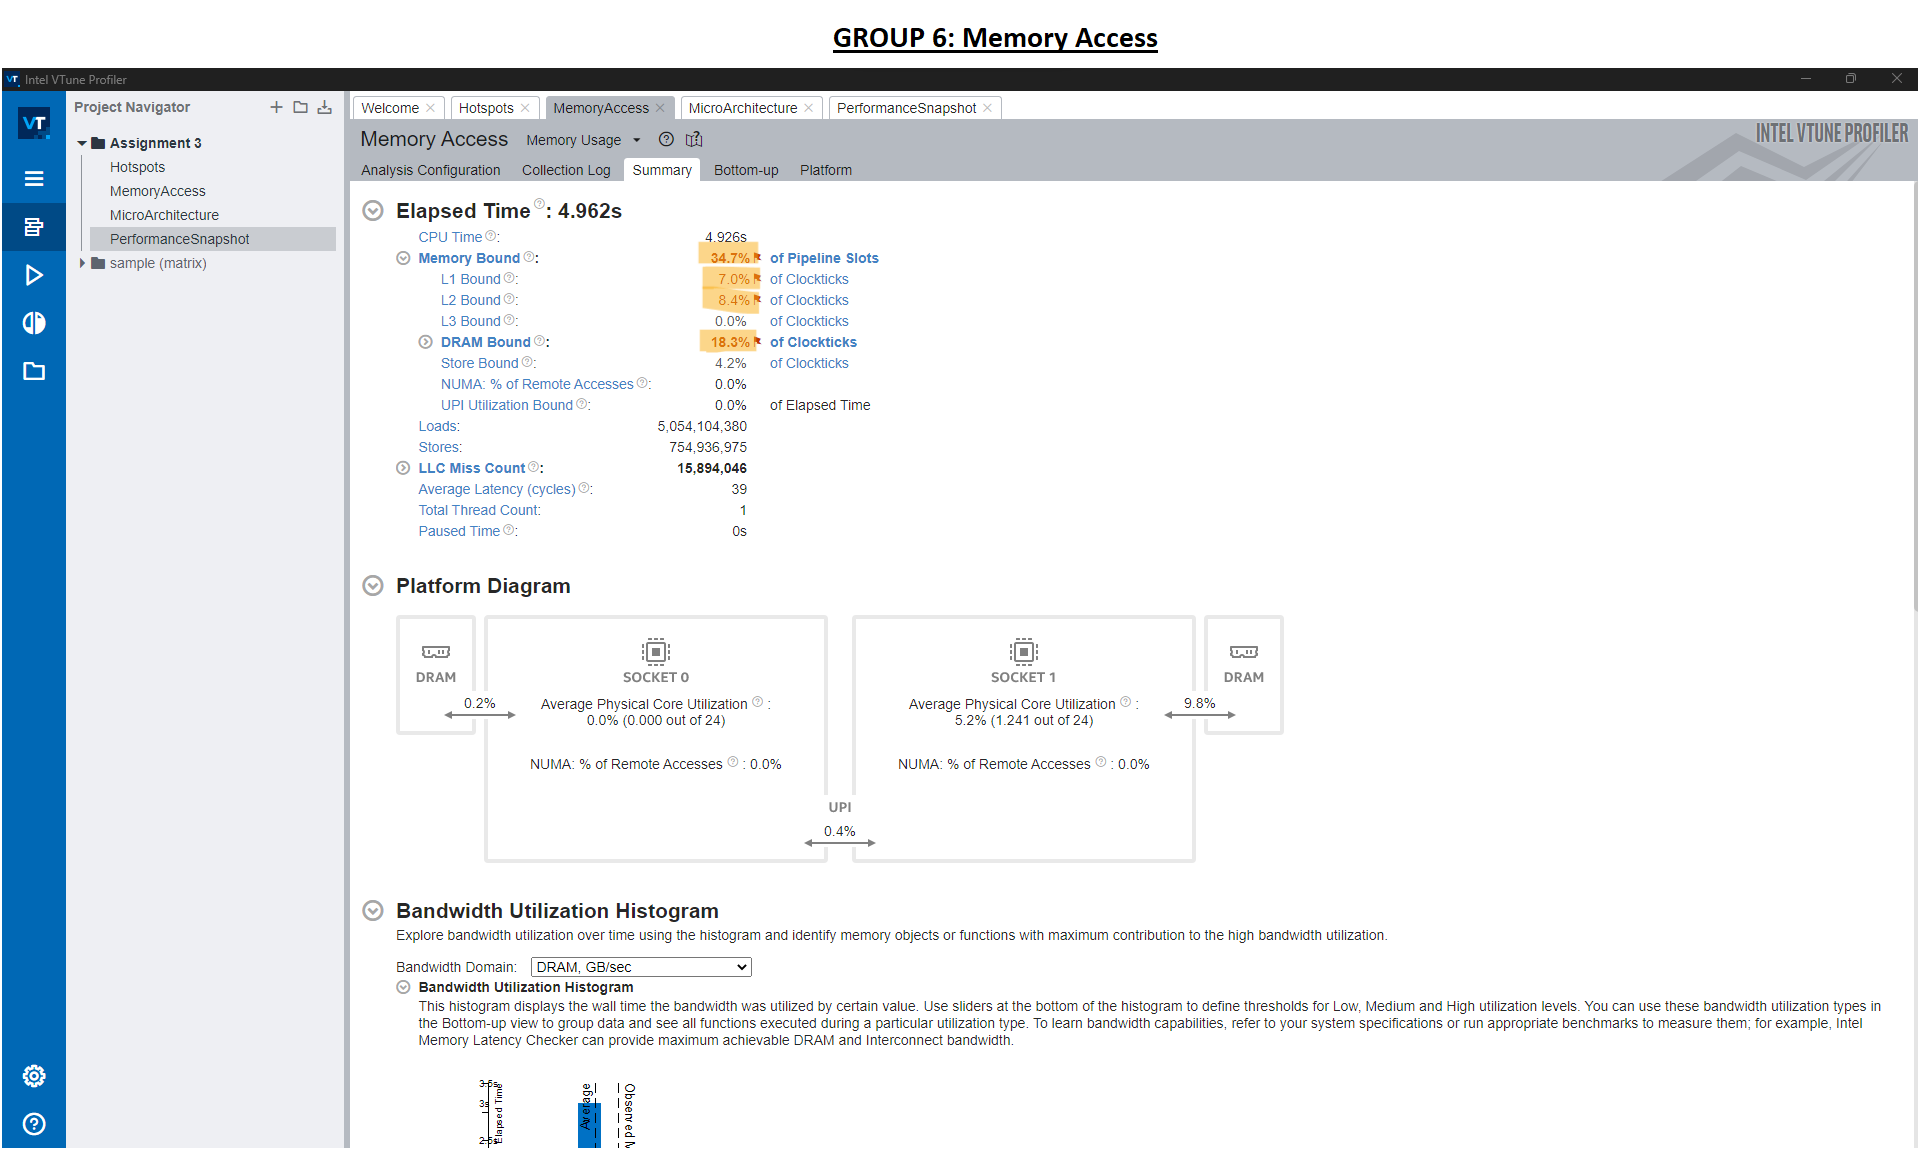 GROUP 6: Memory Access
VT Intel VTune Profiler
VT
Project Navigator
Assignment 3
Hotspots
MemoryAccess
MicroArchitecture
PerformanceSnapshot
sample (matrix)
Welcome Hotspots MemoryAccess MicroArchitecture PerformanceSnapshot
Memory Access Memory Usage
INTEL VTUNE PROFILER
Analysis Configuration Collection Log Summary Bottom-up Platform
Elapsed Time : 4.962s
CPU Time : 4.926s
Memory Bound : 34.7% of Pipeline Slots
L1 Bound : 7.0% of Clockticks
L2 Bound : 8.4% of Clockticks
L3 Bound : 0.0% of Clockticks
DRAM Bound : 18.3% of Clockticks
Store Bound : 4.2% of Clockticks
NUMA: % of Remote Accesses : 0.0%
UPI Utilization Bound : 0.0% of Elapsed Time
Loads: 5,054,104,380
Stores: 754,936,975
LLC Miss Count : 15,894,046
Average Latency (cycles) : 39
Total Thread Count: 1
Paused Time : 0s
Platform Diagram
DRAM
0.2%
SOCKET 0
Average Physical Core Utilization :
0.0% (0.000 out of 24)
NUMA: % of Remote Accesses : 0.0%
UPI
0.4%
SOCKET 1
Average Physical Core Utilization :
5.2% (1.241 out of 24)
NUMA: % of Remote Accesses : 0.0%
DRAM
9.8%
Bandwidth Utilization Histogram
Explore bandwidth utilization over time using the histogram and identify memory objects or functions with maximum contribution to the high bandwidth utilization.
Bandwidth Domain: DRAM, GB/sec
Bandwidth Utilization Histogram
This histogram displays the wall time the bandwidth was utilized by certain value. Use sliders at the bottom of the histogram to define thresholds for Low, Medium and High utilization levels. You can use these bandwidth utilization types in
the Bottom-up view to group data and see all functions executed during a particular utilization type. To learn bandwidth capabilities, refer to your system specifications or run appropriate benchmarks to measure them; for example, Intel
Memory Latency Checker can provide maximum achievable DRAM and Interconnect bandwidth.
3.5s
3s
2.5s
Elapsed Time
Average
Observed